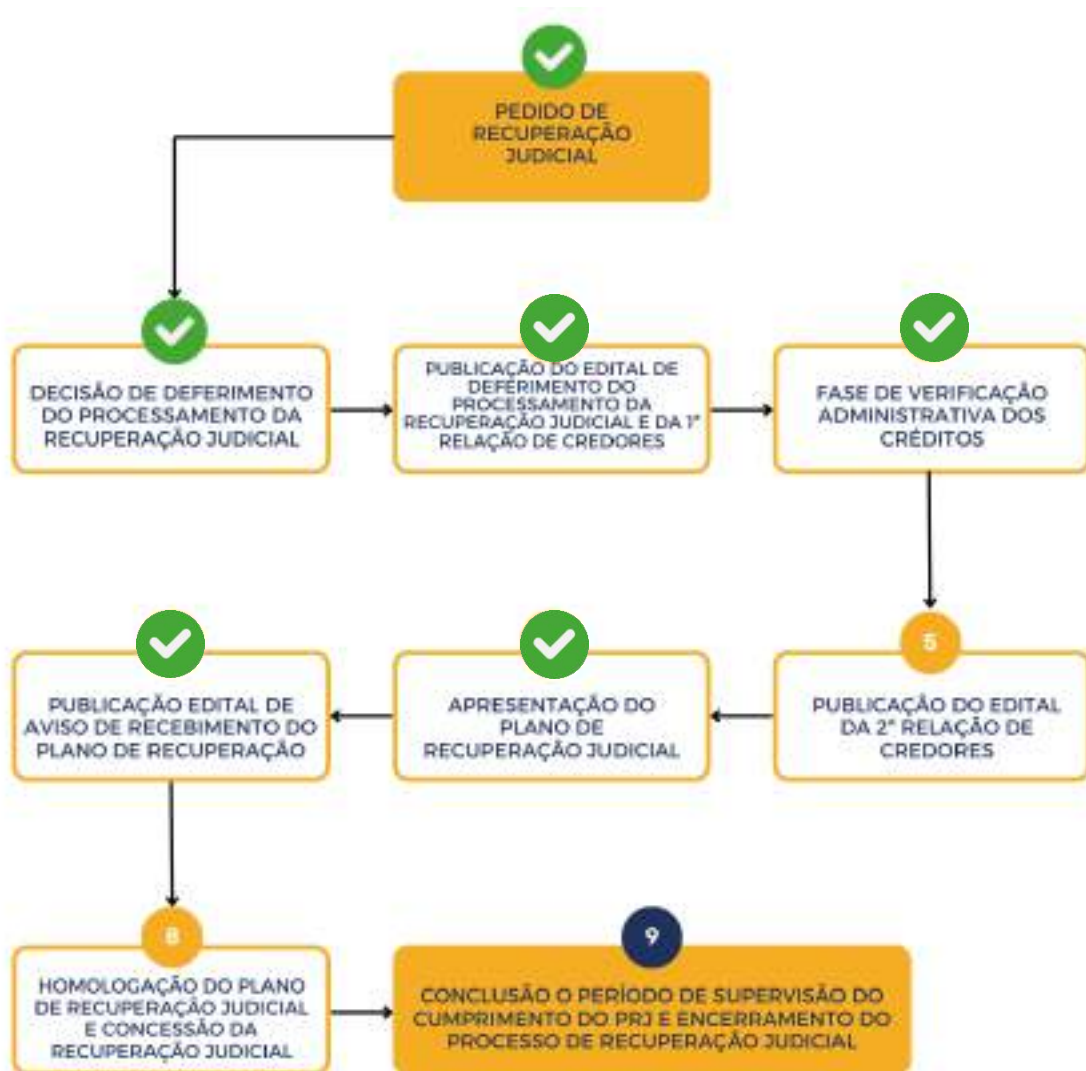 PEDIDO DE
RECUPERAÇÃO
JUDICIAL
DECISÃO DE DEFERIMENTO
DO PROCESSAMENTO DA
RECUPERAÇÃO JUDICIAL
PUBLICAÇÃO DO EDITAL DE
DEFERIMENTO DO
PROCESSAMENTO DA
RECUPERAÇÃO JUDICIAL E DA 1ª
RELAÇÃO DE CREDORES
FASE DE VERIFICAÇÃO
ADMINISTRATIVA DOS
CRÉDITOS
5
PUBLICAÇÃO DO EDITAL
DA 2ª RELAÇÃO DE
CREDORES
APRESENTAÇÃO DO
PLANO DE
RECUPERAÇÃO JUDICIAL
PUBLICAÇÃO EDITAL DE
AVISO DE RECEBIMENTO DO
PLANO DE RECUPERAÇÃO
8
HOMOLOGAÇÃO DO PLANO
DE RECUPERAÇÃO JUDICIAL
E CONCESSÃO DA
RECUPERAÇÃO JUDICIAL
9
CONCLUSÃO O PERÍODO DE SUPERVISÃO DO
CUMPRIMENTO DO PRJ E ENCERRAMENTO DO
PROCESSO DE RECUPERAÇÃO JUDICIAL